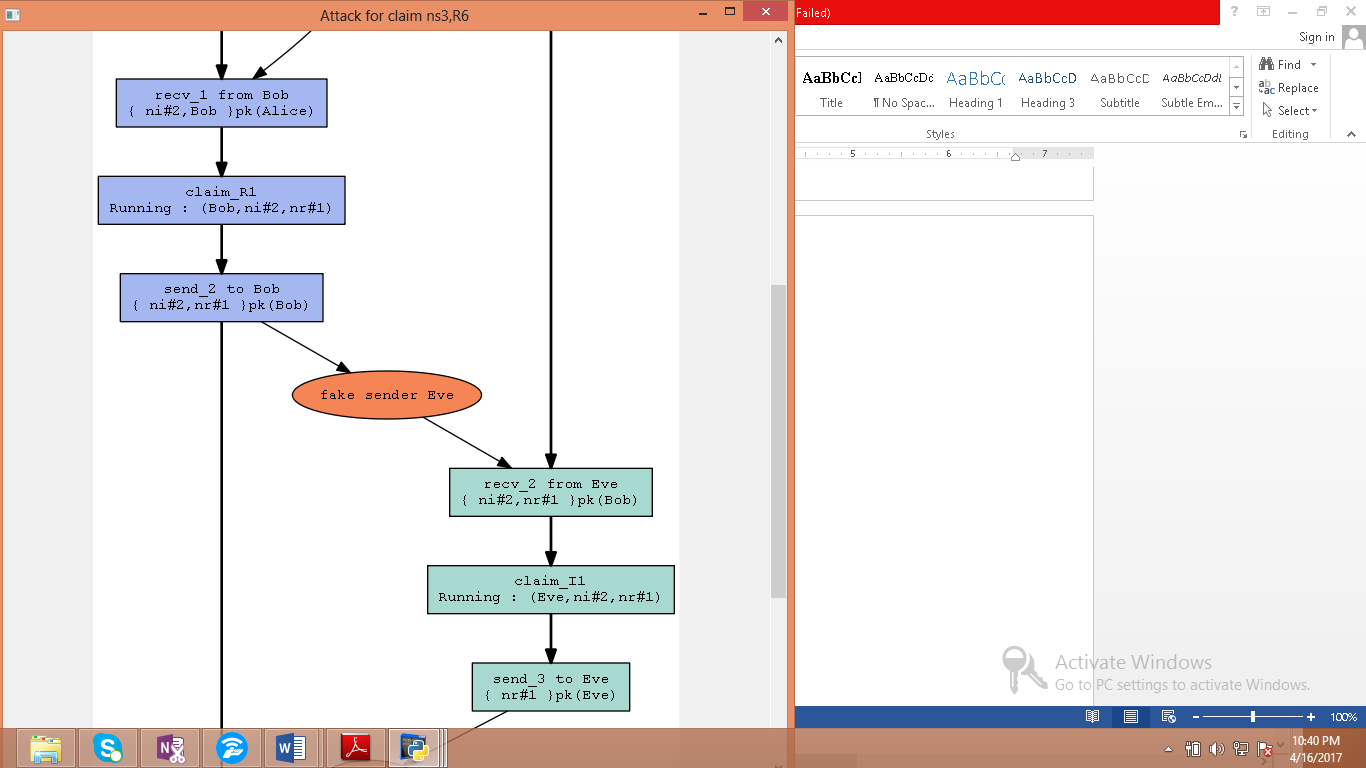 Attack for claim ns3,R6
recv_1 from Bob
{ ni#2,Bob }pk(Alice)
claim_R1
Running : (Bob,ni#2,nr#1)
send_2 to Bob
{ ni#2,nr#1 }pk(Bob)
fake sender Eve
recv_2 from Eve
{ ni#2,nr#1 }pk(Bob)
claim_I1
Running : (Eve,ni#2,nr#1)
send_3 to Eve
{ nr#1 }pk(Eve)
Failed)
Sign in
AaBbCcI AaBbCcDc AaBbCc AaBbCcD AaBbCcD AaBbCcDdl
Title ¶ No Spac... Heading 1 Heading 3 Subtitle Subtle Em...
Styles
Find
Replace
Select
Editing
5 6 7
Activate Windows
Go to PC settings to activate Windows.
100%
10:40 PM
4/16/2017